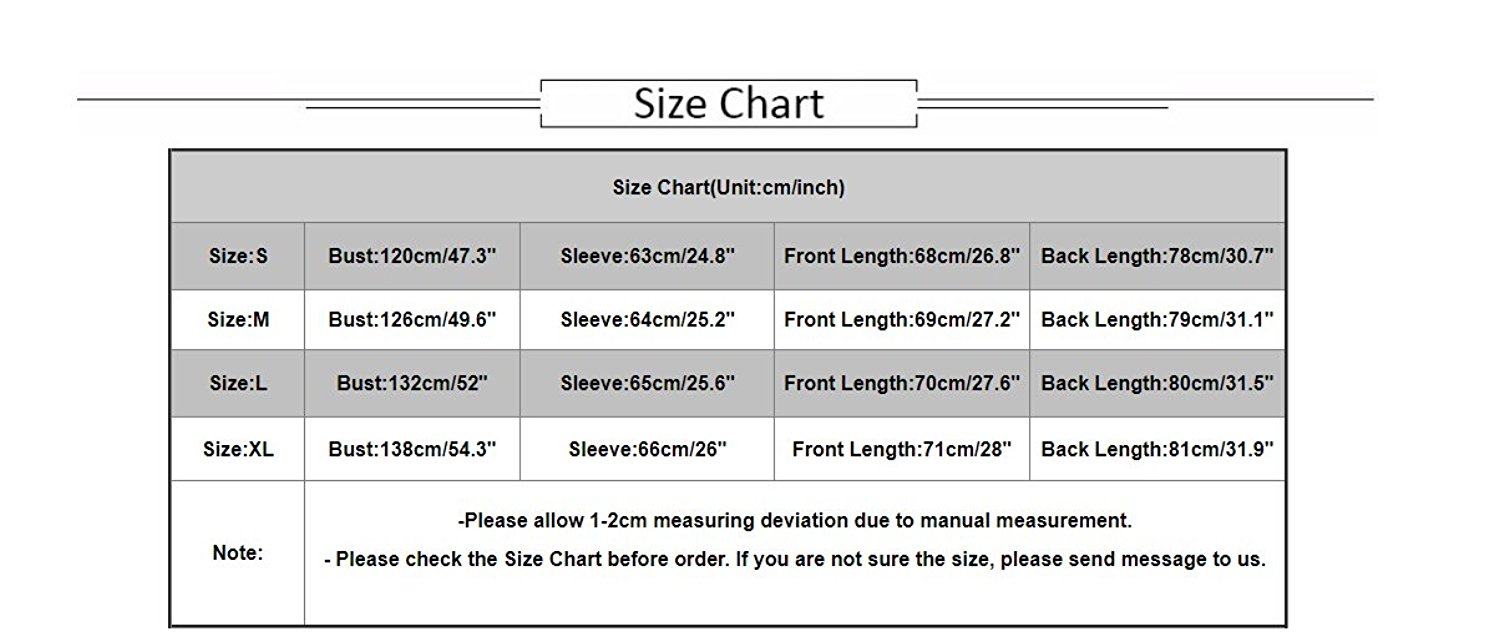 Size Chart
Size Chart(Unit:cm/inch)
Size:S Bust:120cm/47.3" Sleeve:63cm/24.8" Front Length:68cm/26.8" Back Length:78cm/30.7"
Size:M Bust:126cm/49.6" Sleeve:64cm/25.2" Front Length:69cm/27.2" Back Length:79cm/31.1"
Size:L Bust:132cm/52" Sleeve:65cm/25.6" Front Length:70cm/27.6" Back Length:80cm/31.5"
Size:XL Bust:138cm/54.3" Sleeve:66cm/26" Front Length:71cm/28" Back Length:81cm/31.9"
Note:
-Please allow 1-2cm measuring deviation due to manual measurement.
- Please check the Size Chart before order. If you are not sure the size, please send message to us.